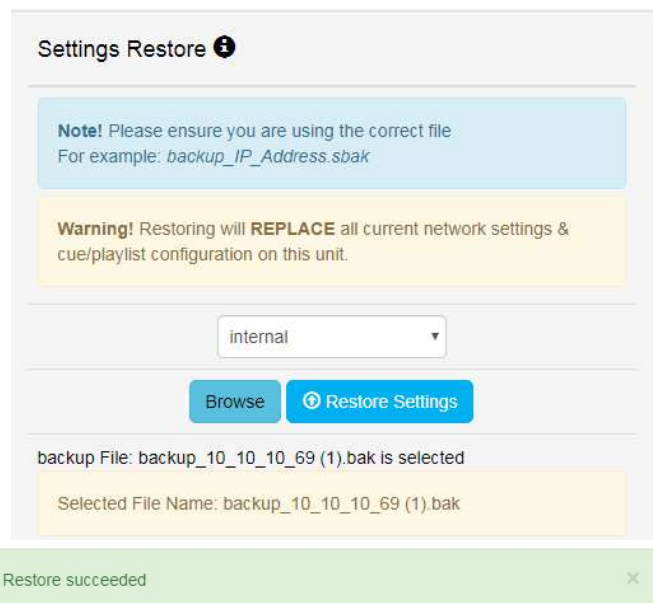 Settings Restore
Note! Please ensure you are using the correct file
For example: backup_IP_Address.sbak
Warning! Restoring will REPLACE all current network settings &
cue/playlist configuration on this unit.
internal
Browse
Restore Settings
backup File: backup_10_10_10_69 (1).bak is selected
Selected File Name: backup_10_10_10_69 (1).bak
Restore succeeded
×